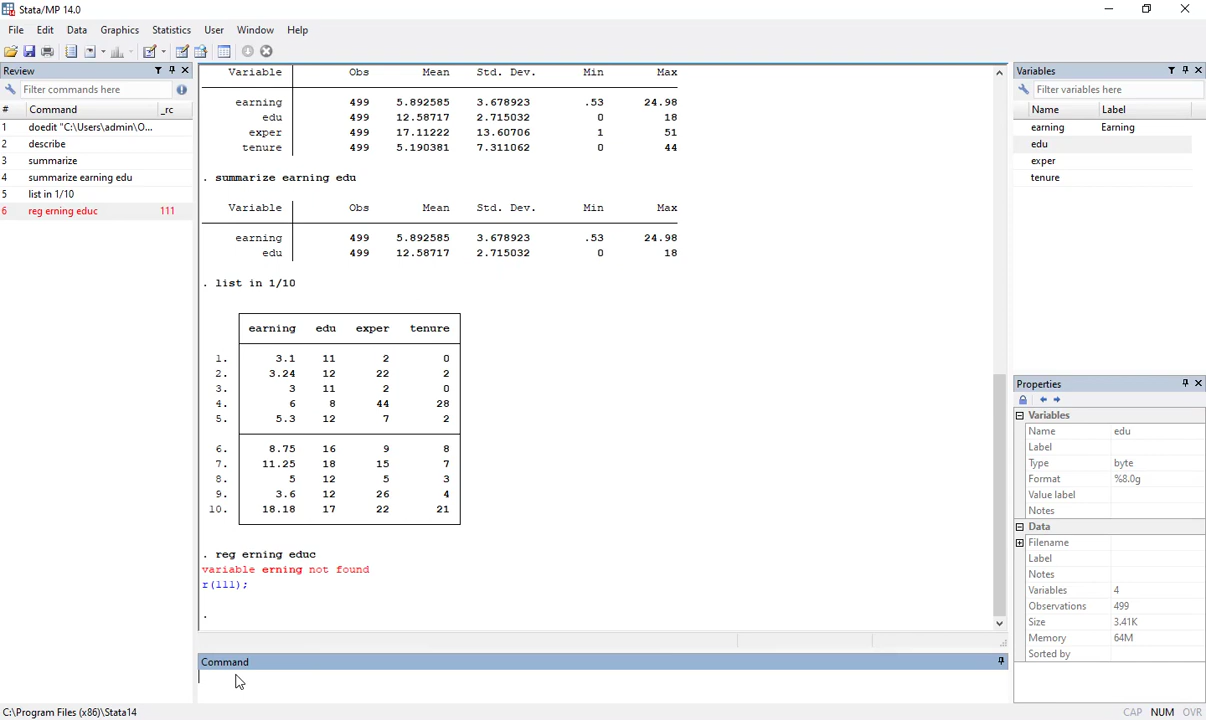 Stata/MP 14.0
File Edit Data Graphics Statistics User Window Help
Review
Filter commands here
# Command _rc
1 doedit "C:\Users\admin\O...
2 describe
3 summarize
4 summarize earning edu
5 list in 1/10
6 reg erning educ 111
Variable Obs Mean Std. Dev. Min Max
earning 499 5.892585 3.678923 .53 24.98
edu 499 12.58717 2.715032 0 18
exper 499 17.11222 13.60706 1 51
tenure 499 5.190381 7.311062 0 44
. summarize earning edu
Variable Obs Mean Std. Dev. Min Max
earning 499 5.892585 3.678923 .53 24.98
edu 499 12.58717 2.715032 0 18
. list in 1/10
earning edu exper tenure
1. 3.1 11 2 0
2. 3.24 12 22 2
3. 3 11 2 0
4. 6 8 44 28
5. 5.3 12 7 2
6. 8.75 16 9 8
7. 11.25 18 15 7
8. 5 12 5 3
9. 3.6 12 26 4
10. 18.18 17 22 21
. reg erning educ
variable erning not found
r(111);
.
Command
Variables
Filter variables here
Name Label
earning Earning
edu
exper
tenure
Properties
Variables
Name edu
Label
Type byte
Format %8.0g
Value label
Notes
Data
Filename
Label
Notes
Variables 4
Observations 499
Size 3.41K
Memory 64M
Sorted by
C:\Program Files (x86)\Stata14
CAP NUM OVR